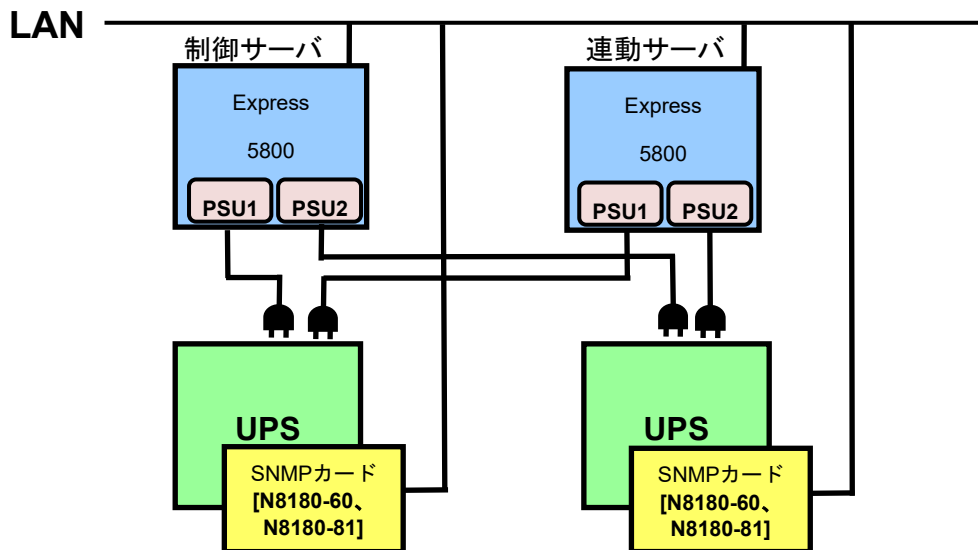 LAN
制御サーバ
連動サーバ
Express
5800
PSU1
PSU2
Express
5800
PSU1
PSU2
UPS
SNMPカード
[N8180-60、
N8180-81]
UPS
SNMPカード
[N8180-60、
N8180-81]